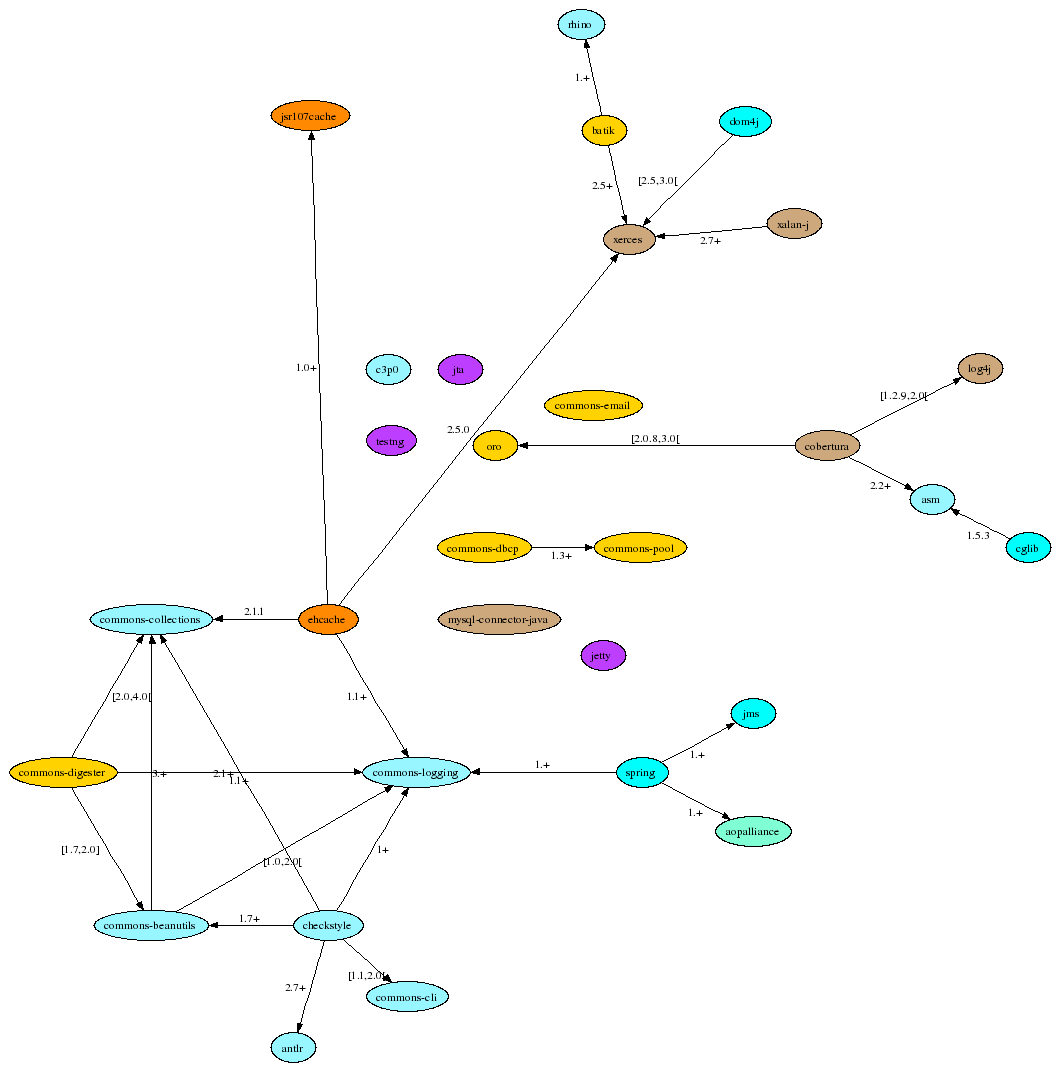 rhino
1.+
jsr107cache
batik
dom4j
2.5+
[2.5,3.0[
xalan-j
xerces
2.7+
1.0+
c3p0
jta
log4j
[1.2.9,2.0[
commons-email
2.5.0
testng
oro
[2.0.8,3.0[
cobertura
2.2+
asm
1.5.3
cglib
commons-dbcp
1.3+
commons-pool
commons-collections
2.1.1
ehcache
mysql-connector-java
jetty
[2.0,4.0[
1.1+
jms
1.+
commons-digester
3.+
2.1+
1.1+
commons-logging
1.+
spring
1.+
aopalliance
[1.7,2.0]
[1.0,2.0[
1+
commons-beanutils
1.7+
checkstyle
2.7+
[1.1,2.0[
commons-cli
antlr